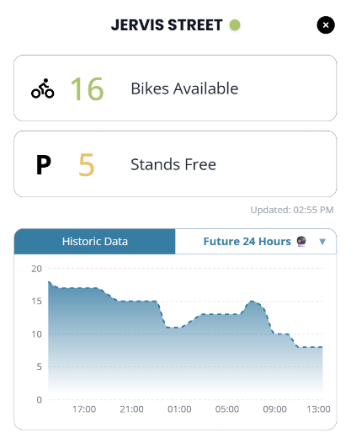 JERVIS STREET
16 Bikes Available
P 5 Stands Free
Updated: 02:55 PM
Historic Data Future 24 Hours
20
15
10
5
0
17:00 21:00 01:00 05:00 09:00 13:00